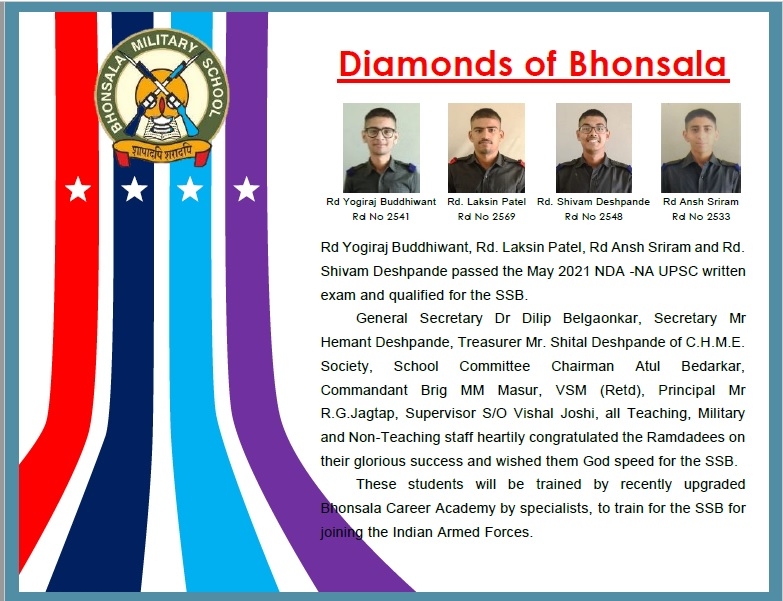 BHONSALA MILITARY SCHOOL
शापादपि शरादपि
Diamonds of Bhonsala
Rd Yogiraj Buddhiwant
Rdi No 2541
Rd. Laksin Patel
Rdi No 2569
Rd. Shivam Deshpande
Rdi No 2548
Rd Ansh Sriram
Rdi No 2533
Rd Yogiraj Buddhiwant, Rd. Laksin Patel, Rd Ansh Sriram and Rd.
Shivam Deshpande passed the May 2021 NDA -NA UPSC written
exam and qualified for the SSB.
General Secretary Dr Dilip Belgaonkar, Secretary Mr
Hemant Deshpande, Treasurer Mr. Shital Deshpande of C.H.M.E.
Society, School Committee Chairman Atul Bedarkar,
Commandant Brig MM Masur, VSM (Retd), Principal Mr
R.G.Jagtap, Supervisor S/O Vishal Joshi, all Teaching, Military
and Non-Teaching staff heartily congratulated the Ramdadees on
their glorious success and wished them God speed for the SSB.
These students will be trained by recently upgraded
Bhonsala Career Academy by specialists, to train for the SSB for
joining the Indian Armed Forces.